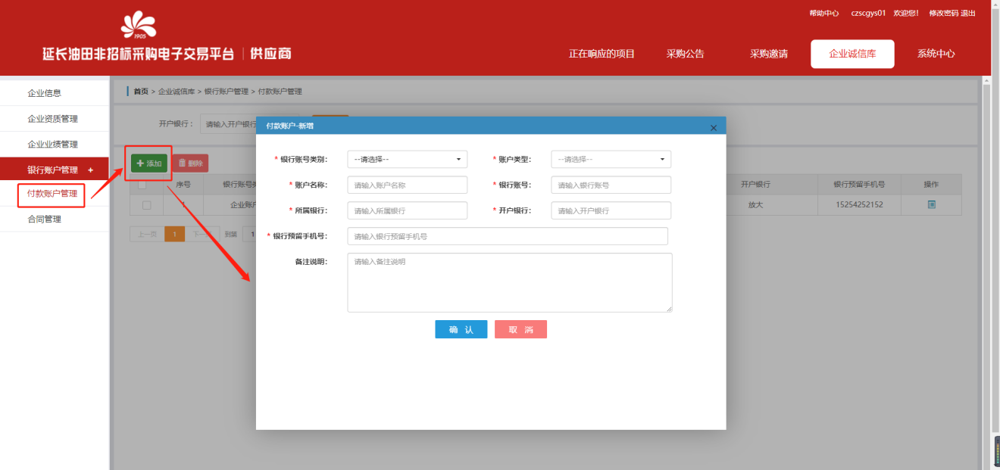 帮助中心 czscgys01 欢迎您! 修改密码 退出
1905
延长油田非招标采购电子交易平台 | 供应商
正在响应的项目 采购公告 采购邀请 企业诚信库 系统中心
企业信息
企业资质管理
企业业绩管理
银行账户管理 +
付款账户管理
合同管理
首页 > 企业诚信库 > 银行账户管理 > 付款账户管理
开户银行： 请输入开户银行
添加 删除
序号 银行账号 开户银行 银行预留手机号 操作
1 企业账户 放大 15254252152
上一页 1 下一 到第 1
付款账户-新增 ×
* 银行账号类别： --请选择-- * 账户类型： --请选择--
* 账户名称： 请输入账户名称 * 银行账号： 请输入银行账号
* 所属银行： 请输入所属银行 * 开户银行： 请输入开户银行
* 银行预留手机号： 请输入银行预留手机号
备注说明： 请输入备注说明
确 认 取 消